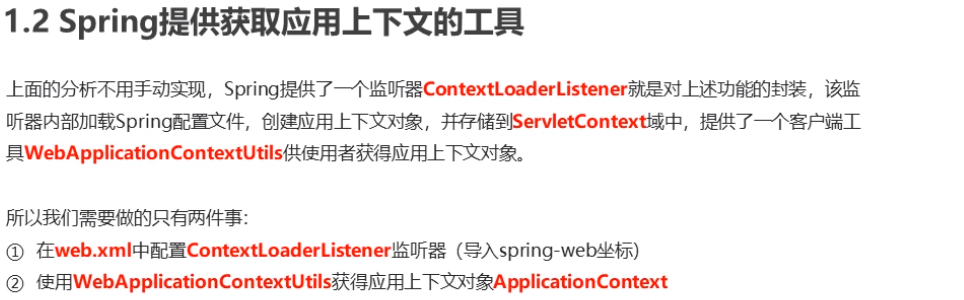 1.2 Spring提供获取应用上下文的工具
上面的分析不用手动实现，Spring提供了一个监听器ContextLoaderListener就是对上述功能的封装，该监
听器内部加载Spring配置文件，创建应用上下文对象，并存储到ServletContext域中，提供了一个客户端工
具WebApplicationContextUtils供使用者获得应用上下文对象。
所以我们需要做的只有两件事：
① 在web.xml中配置ContextLoaderListener监听器（导入spring-web坐标）
② 使用WebApplicationContextUtils获得应用上下文对象ApplicationContext